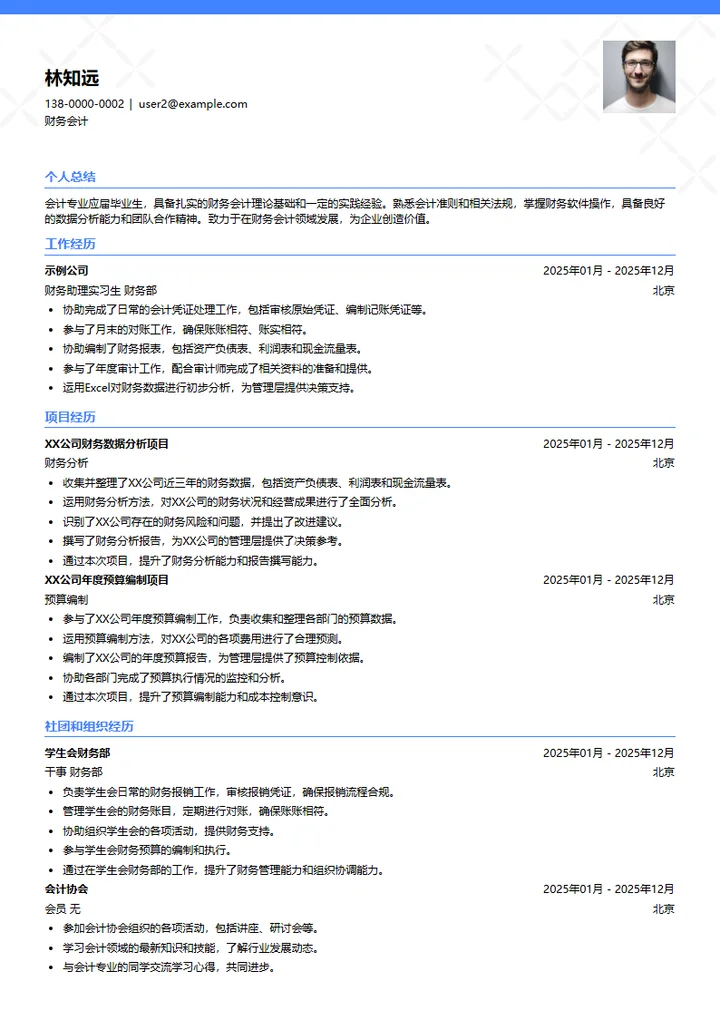 林知远
138-0000-0002 | user2@example.com
财务会计
个人总结
会计专业应届毕业生，具备扎实的财务会计理论基础和一定的实践经验。熟悉会计准则和相关法规，掌握财务软件操作，具备良好
的数据分析能力和团队合作精神。致力于在财务会计领域发展，为企业创造价值。
工作经历
示例公司 2025年01月 - 2025年12月
财务助理实习生 财务部 北京
• 协助完成了日常的会计凭证处理工作，包括审核原始凭证、编制记账凭证等。
• 参与了月末的对账工作，确保账账相符、账实相符。
• 协助编制了财务报表，包括资产负债表、利润表和现金流量表。
• 参与了年度审计工作，配合审计师完成了相关资料的准备和提供。
• 运用Excel对财务数据进行初步分析，为管理层提供决策支持。
项目经历
XX公司财务数据分析项目 2025年01月 - 2025年12月
财务分析 北京
• 收集并整理了XX公司近三年的财务数据，包括资产负债表、利润表和现金流量表。
• 运用财务分析方法，对XX公司的财务状况和经营成果进行了全面分析。
• 识别了XX公司存在的财务风险和问题，并提出了改进建议。
• 撰写了财务分析报告，为XX公司的管理层提供了决策参考。
• 通过本次项目，提升了财务分析能力和报告撰写能力。
XX公司年度预算编制项目 2025年01月 - 2025年12月
预算编制 北京
• 参与了XX公司年度预算编制工作，负责收集和整理各部门的预算数据。
• 运用预算编制方法，对XX公司的各项费用进行了合理预测。
• 编制了XX公司的年度预算报告，为管理层提供了预算控制依据。
• 协助各部门完成了预算执行情况的监控和分析。
• 通过本次项目，提升了预算编制能力和成本控制意识。
社团和组织经历
学生会财务部 2025年01月 - 2025年12月
干事 财务部 北京
• 负责学生会日常的财务报销工作，审核报销凭证，确保报销流程合规。
• 管理学生会的财务账目，定期进行对账，确保账账相符。
• 协助组织学生会的各项活动，提供财务支持。
• 参与学生会财务预算的编制和执行。
• 通过在学生会财务部的工作，提升了财务管理能力和组织协调能力。
会计协会 2025年01月 - 2025年12月
会员 无 北京
• 参加会计协会组织的各项活动，包括讲座、研讨会等。
• 学习会计领域的最新知识和技能，了解行业发展动态。
• 与会计专业的同学交流学习心得，共同进步。